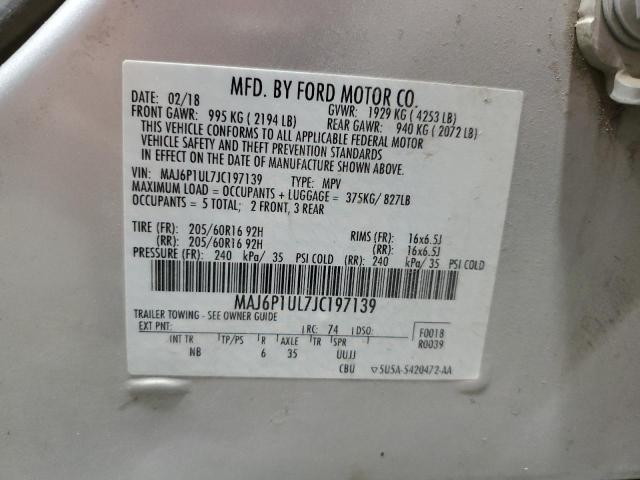 MFD. BY FORD MOTOR CO.
DATE: 02/18 GVWR: 1929 KG ( 4253 LB)
FRONT GAWR: 995 KG ( 2194 LB) REAR GAWR: 940 KG ( 2072 LB)
THIS VEHICLE CONFORMS TO ALL APPLICABLE FEDERAL MOTOR
VEHICLE SAFETY AND THEFT PREVENTION STANDARDS
IN EFFECT ON THE DATE OF MANUFACTURE SHOWN ABOVE.
VIN: MAJ6P1UL7JC197139 TYPE: MPV
MAXIMUM LOAD = OCCUPANTS + LUGGAGE = 375KG/ 827LB
OCCUPANTS = 5 TOTAL; 2 FRONT, 3 REAR
TIRE (FR): 205/60R16 92H RIMS (FR): 16x6.5J
(RR): 205/60R16 92H (RR): 16x6.5J
PRESSURE (FR): 240 kPa/ 35 PSI COLD (RR): 240 kPa/ 35 PSI COLD
MAJ6P1UL7JC197139
TRAILER TOWING - SEE OWNER GUIDE
EXT PNT: RC: 74 DSO: F0018
INT TR TP/PS R AXLE TR SPR R0039
NB 6 35 UUJJ
CBU ▽5U5A-5420472-AA